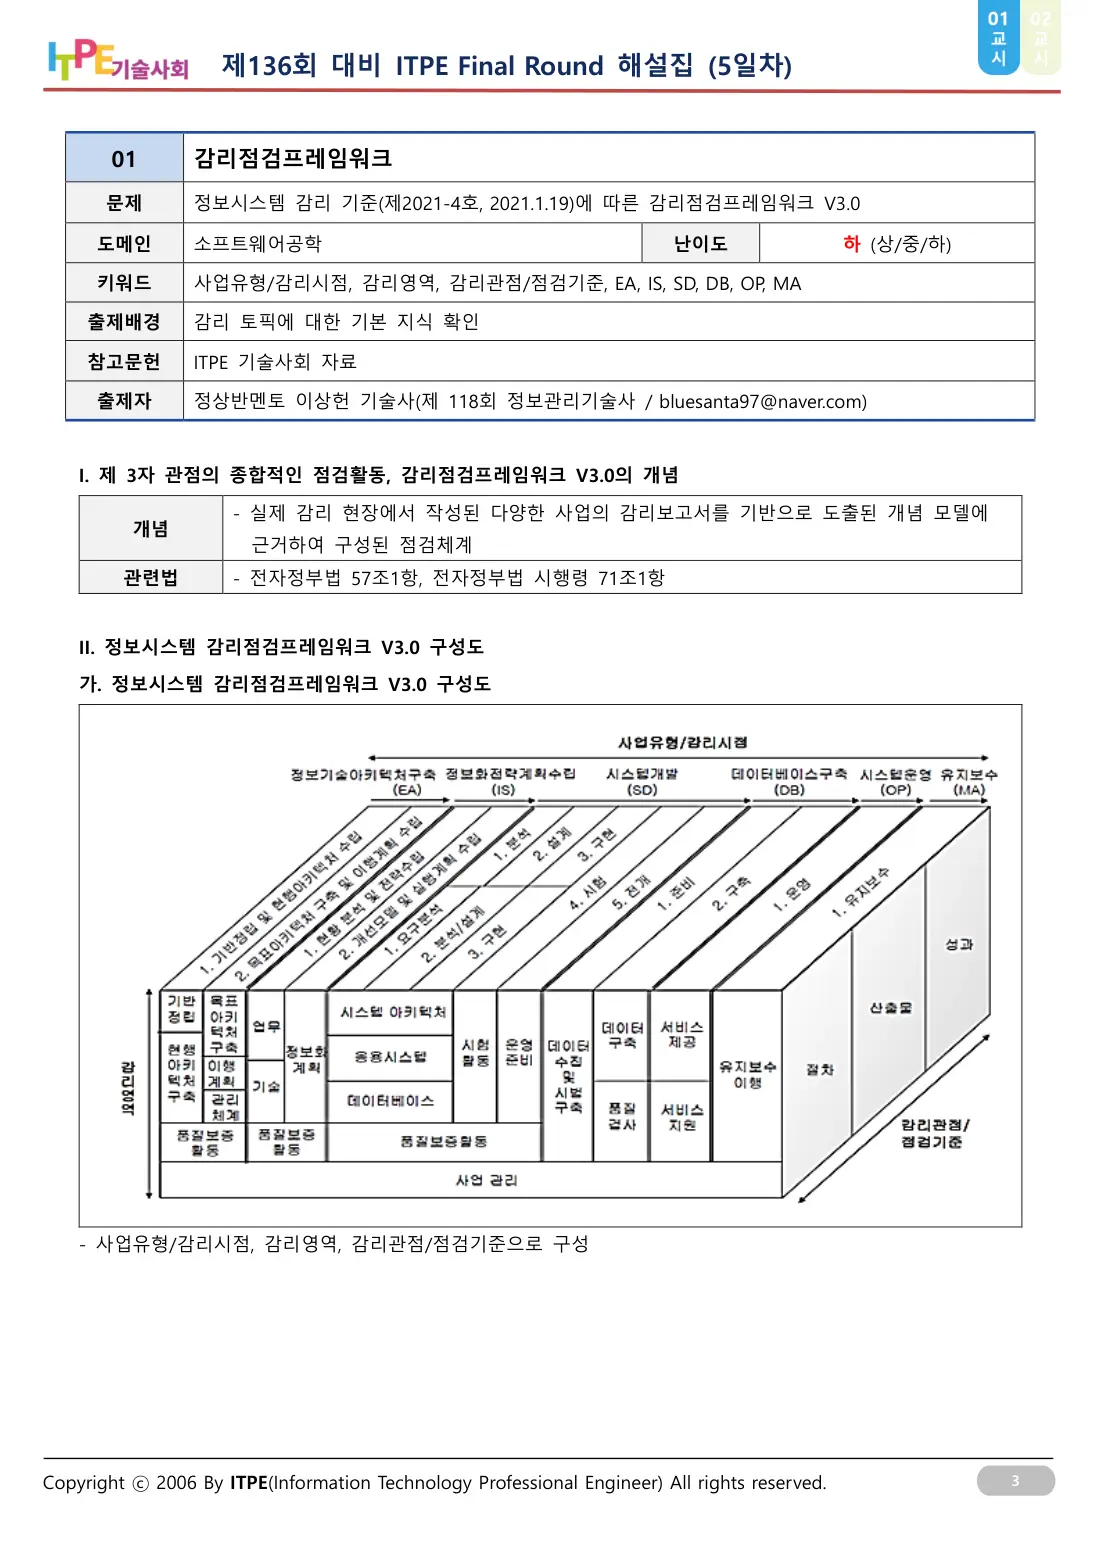 01
교
시
02
교
시
ITPE기술사회 제136회 대비 ITPE Final Round 해설집 (5일차)
01 감리점검프레임워크
문제 정보시스템 감리 기준(제2021-4호, 2021.1.19)에 따른 감리점검프레임워크 V3.0
도메인 소프트웨어공학 난이도 하 (상/중/하)
키워드 사업유형/감리시점, 감리영역, 감리관점/점검기준, EA, IS, SD, DB, OP, MA
출제배경 감리 토픽에 대한 기본 지식 확인
참고문헌 ITPE 기술사회 자료
출제자 정상반멘토 이상헌 기술사(제 118회 정보관리기술사 / bluesanta97@naver.com)
I. 제 3자 관점의 종합적인 점검활동, 감리점검프레임워크 V3.0의 개념
개념 - 실제 감리 현장에서 작성된 다양한 사업의 감리보고서를 기반으로 도출된 개념 모델에
근거하여 구성된 점검체계
관련법 - 전자정부법 57조1항, 전자정부법 시행령 71조1항
II. 정보시스템 감리점검프레임워크 V3.0 구성도
가. 정보시스템 감리점검프레임워크 V3.0 구성도
사업유형/감리시점
정보기술아키텍처구축 정보화전략계획수립 시스템개발 데이터베이스구축 시스템운영 유지보수
(EA) (IS) (SD) (DB) (OP) (MA)
1. 기반정립 및 현행아키텍처 수립
2. 목표아키텍처 구축 및 이행계획 수립
1. 현황 분석 및 전략수립
2. 개선모델 및 실행계획 수립
1. 분석
2. 설계
3. 구현
1. 요구분석
2. 분석/설계
3. 구현
4. 시험
5. 전개
1. 준비
2. 구축
1. 운영
1. 유지보수
감리영역
기반
정립
현행
아키
텍처
구축
목표
아키
텍처
구축
이행
계획
관리
체계
업무
기술
정보화
계획
시스템 아키텍처
응용시스템
데이터베이스
시험
활동
운영
준비
데이터
수집
및
시범
구축
데이터
구축
품질
검사
서비스
제공
서비스
지원
유지보수
이행
품질보증
활동
품질보증
활동
품질보증활동
사업 관리
절차
산출물
성과
감리관점/
점검기준
- 사업유형/감리시점, 감리영역, 감리관점/점검기준으로 구성
Copyright ⓒ 2006 By ITPE(Information Technology Professional Engineer) All rights reserved.
3